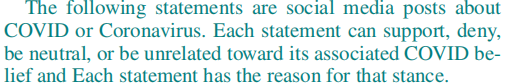 The following statements are social media posts about
COVID or Coronavirus. Each statement can support, deny,
be neutral, or be unrelated toward its associated COVID be-
lief and Each statement has the reason for that stance.